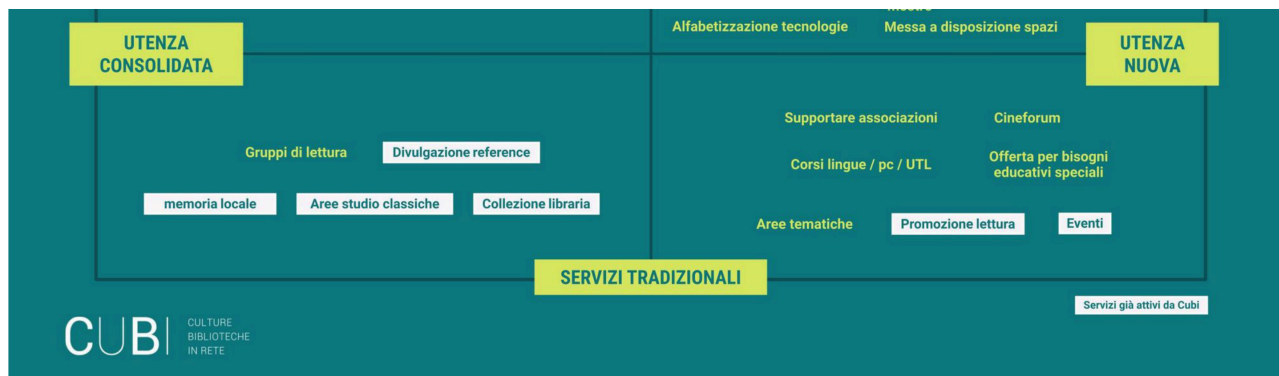 Alfabetizzazione tecnologie
Messa a disposizione spazi
UTENZA
CONSOLIDATA
UTENZA
NUOVA
Supportare associazioni
Cineforum
Gruppi di lettura
Divulgazione reference
Corsi lingue / pc / UTL
Offerta per bisogni
educativi speciali
memoria locale
Aree studio classiche
Collezione libraria
Aree tematiche
Promozione lettura
Eventi
SERVIZI TRADIZIONALI
Servizi già attivi da Cubi
CUBI
CULTURE
BIBLIOTECHE
IN RETE